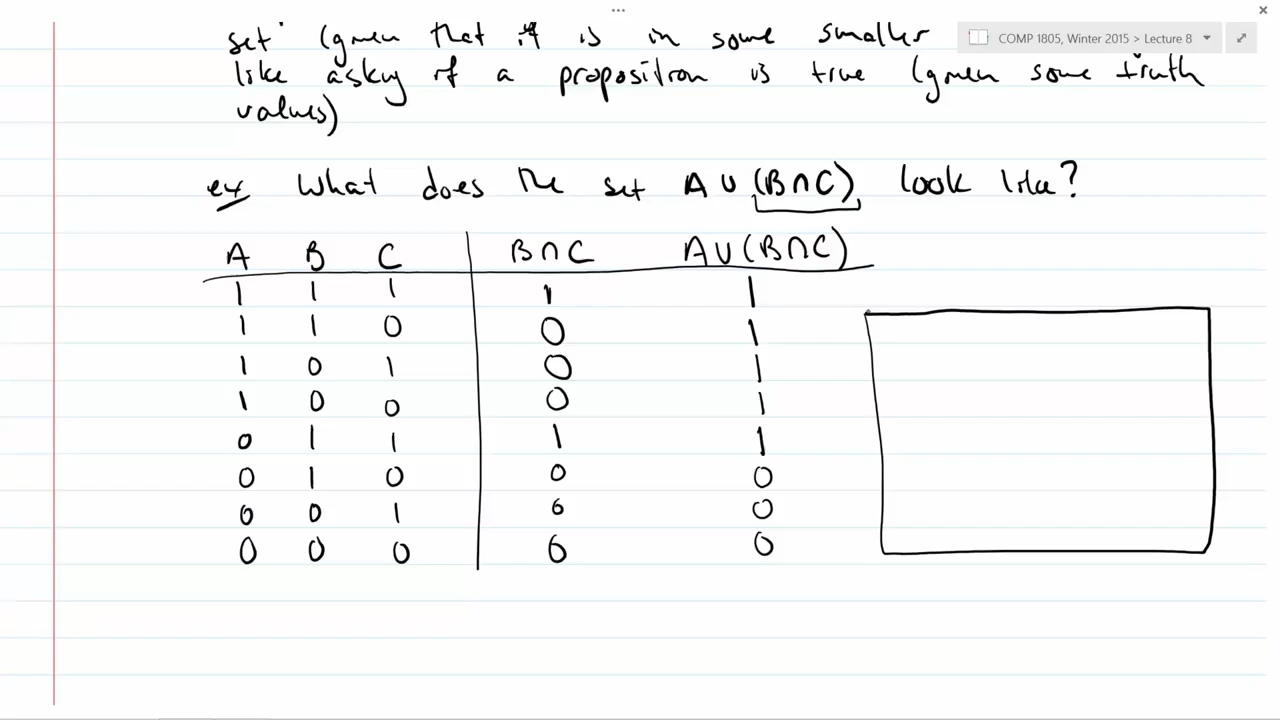 set (given that it is in some smaller
COMP 1805, Winter 2015 > Lecture 8
like asking if a proposition is true (given some truth
values)
ex What does the set A ∪ (B ∩ C) look like?
A B C B ∩ C A ∪ (B ∩ C)
1 1 1 1 1
1 1 0 0 1
1 0 1 0 1
1 0 0 0 1
0 1 1 1 1
0 1 0 0 0
0 0 1 0 0
0 0 0 0 0